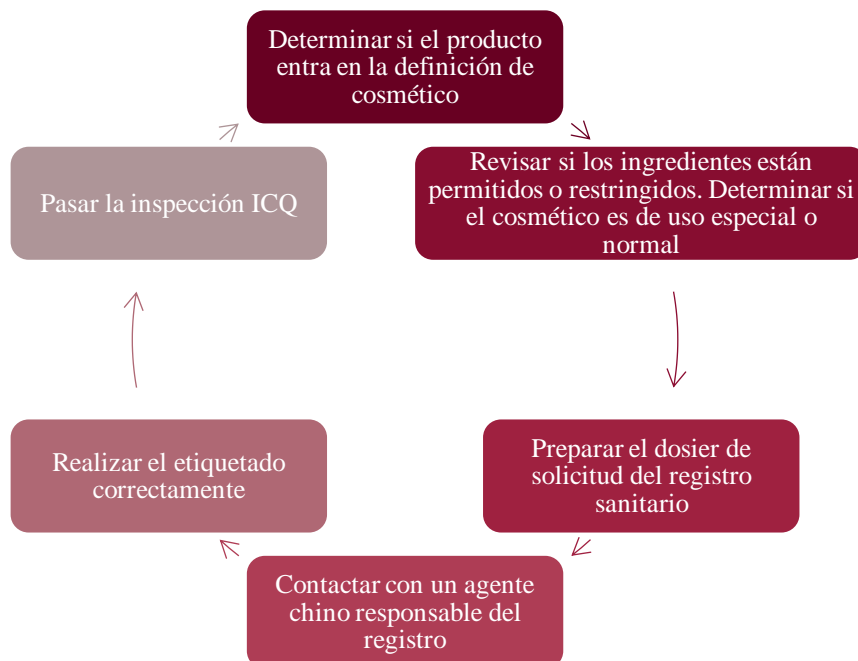 Determinar si el producto
entra en la definición de
cosmético
Revisar si los ingredientes están
permitidos o restringidos. Determinar si
el cosmético es de uso especial o
normal
Preparar el dosier de
solicitud del registro
sanitario
Contactar con un agente
chino responsable del
registro
Realizar el etiquetado
correctamente
Pasar la inspección ICQ